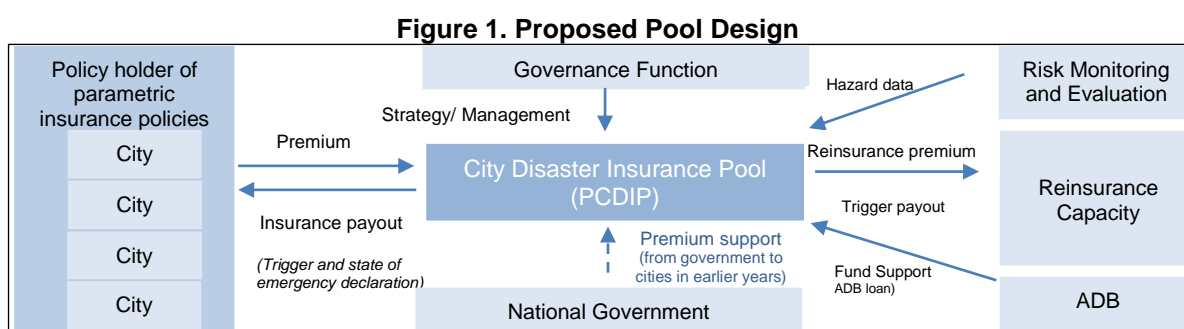 Figure 1. Proposed Pool Design
Policy holder of
parametric
insurance policies
City
City
City
City
Premium
Insurance payout
(Trigger and state of
emergency declaration)
Governance Function
Strategy/ Management
City Disaster Insurance Pool
(PCDIP)
Premium support
(from government to
cities in earlier years)
National Government
Hazard data
Reinsurance premium
Trigger payout
Fund Support
ADB loan)
Risk Monitoring
and Evaluation
Reinsurance
Capacity
ADB